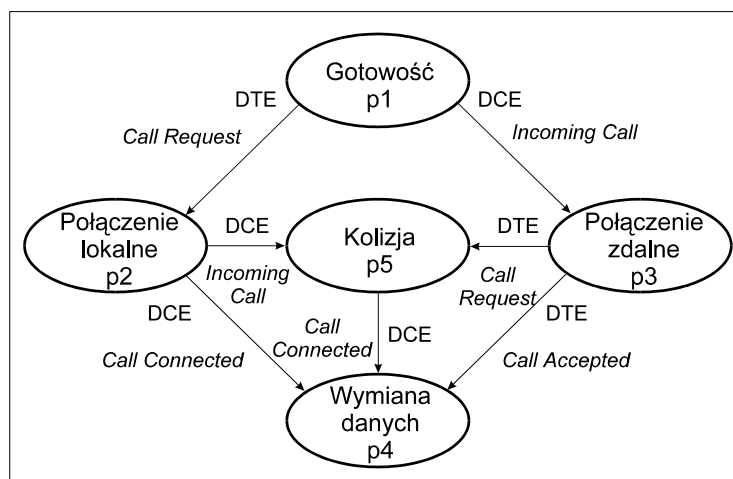 Gotowość
p1
DTE
DCE
Call Request
Incoming Call
Połączenie
lokalne
p2
DCE
Incoming
Call
Kolizja
p5
DTE
Call
Request
Połączenie
zdalne
p3
DCE
Call Connected
Call
Connected
DCE
DTE
Call Accepted
Wymiana
danych
p4